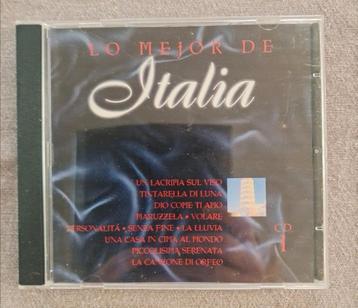 LO MEJOR DE
Italia
UN LACRIMA SUL VISO
TINTARELLA DI LUNA
DIO COME TI AMO
MARUZZELA • VOLARE
PERSONALITÁ • SENZA FINE • LA LLUVIA
UNA CASA IN CIMA AL MONDO
PICCOLISIMA SERENATA
LA CANZONE DI ORFEO
CD
1